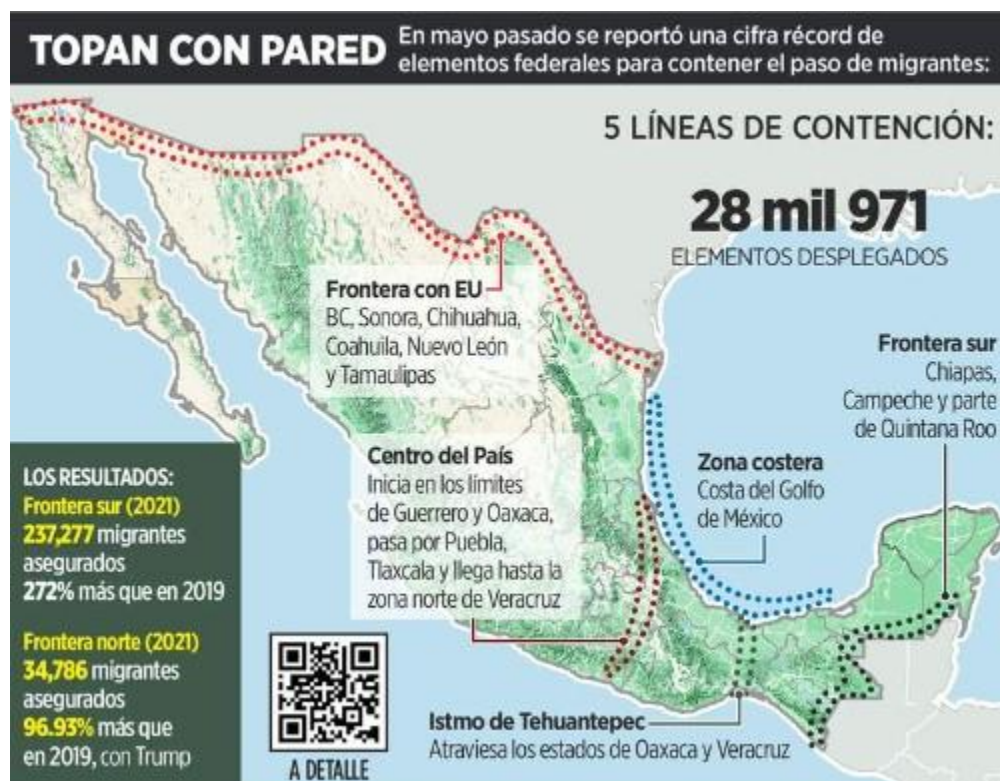 TOPAN CON PARED
En mayo pasado se reportó una cifra récord de
elementos federales para contener el paso de migrantes:
5 LÍNEAS DE CONTENCIÓN:
28 mil 971
ELEMENTOS DESPLEGADOS
Frontera con EU
BC, Sonora, Chihuahua,
Coahuila, Nuevo León
y Tamaulipas
Frontera sur
Chiapas,
Campeche y parte
de Quintana Roo
Centro del País
Inicia en los límites
de Guerrero y Oaxaca,
pasa por Puebla,
Tlaxcala y llega hasta la
zona norte de Veracruz
Zona costera
Costa del Golfo
de México
LOS RESULTADOS:
Frontera sur (2021)
237,277 migrantes
asegurados
272% más que en 2019
Frontera norte (2021)
34,786 migrantes
asegurados
96.93% más que
en 2019, con Trump
A DETALLE
Istmo de Tehuantepec
Atraviesa los estados de Oaxaca y Veracruz